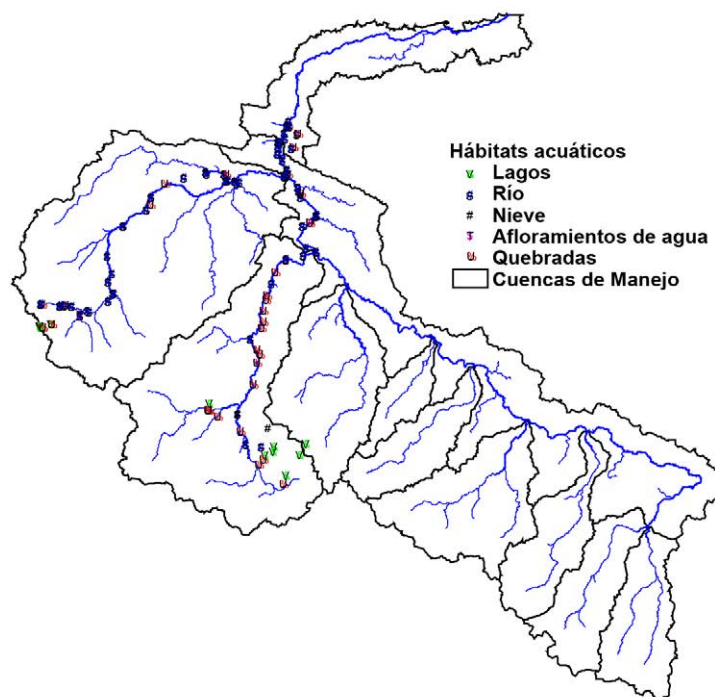 Hábitats acuáticos
Lagos
Río
Nieve
Afloramientos de agua
Quebradas
Cuencas de Manejo